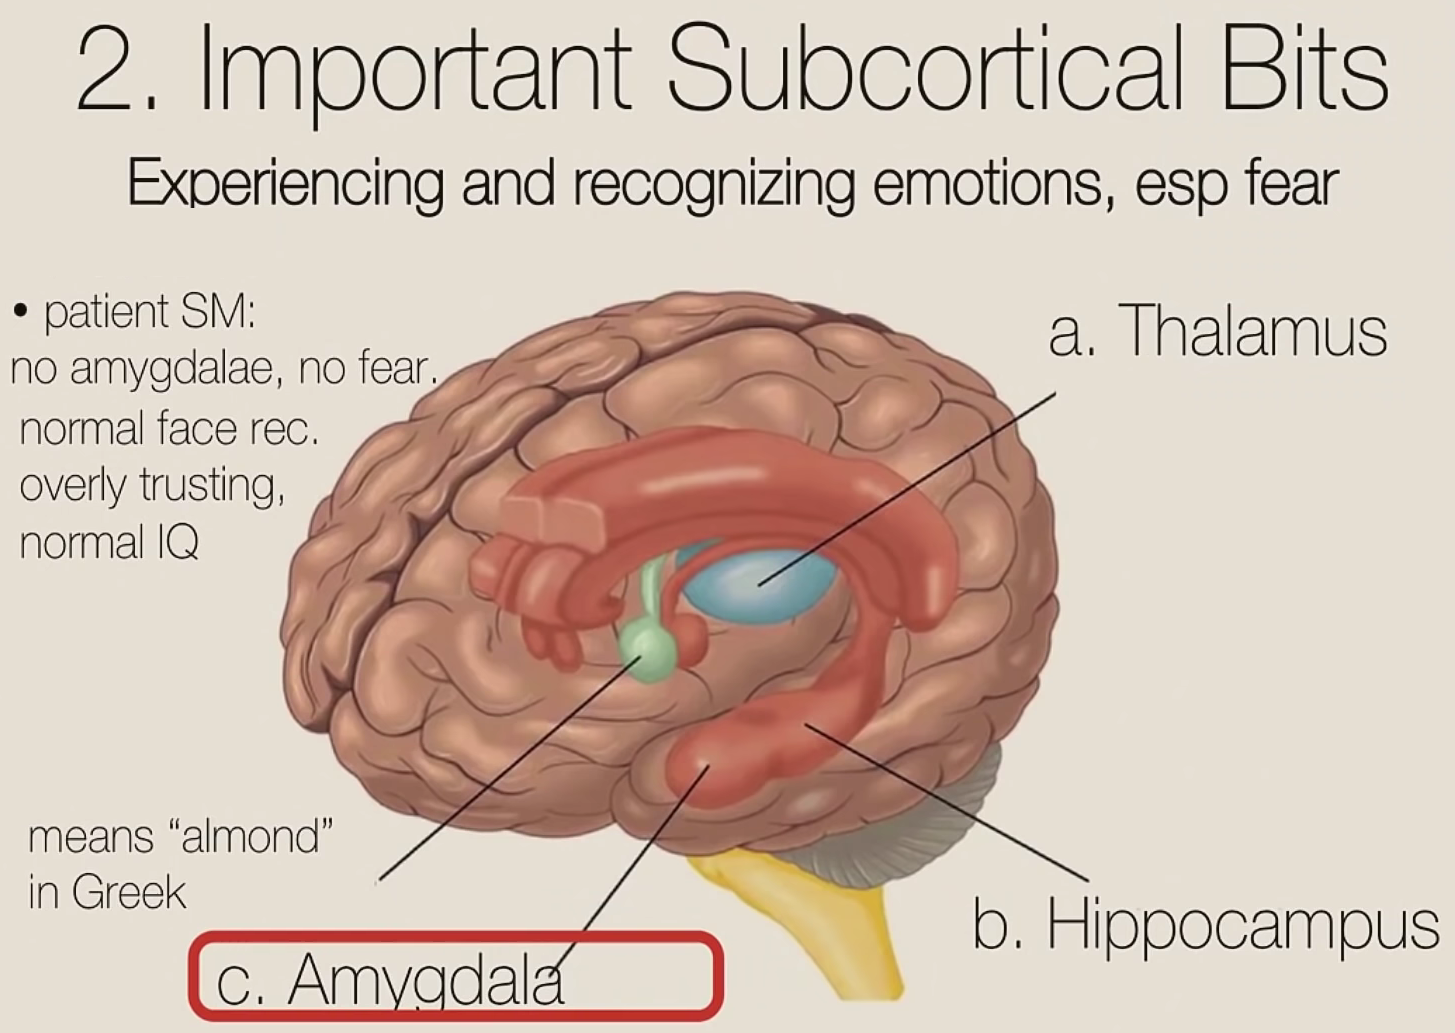 2. Important Subcortical Bits
Experiencing and recognizing emotions, esp fear
• patient SM:
no amygdalae, no fear.
normal face rec.
overly trusting,
normal IQ
a. Thalamus
means “almond”
in Greek
b. Hippocampus
c. Amygdala